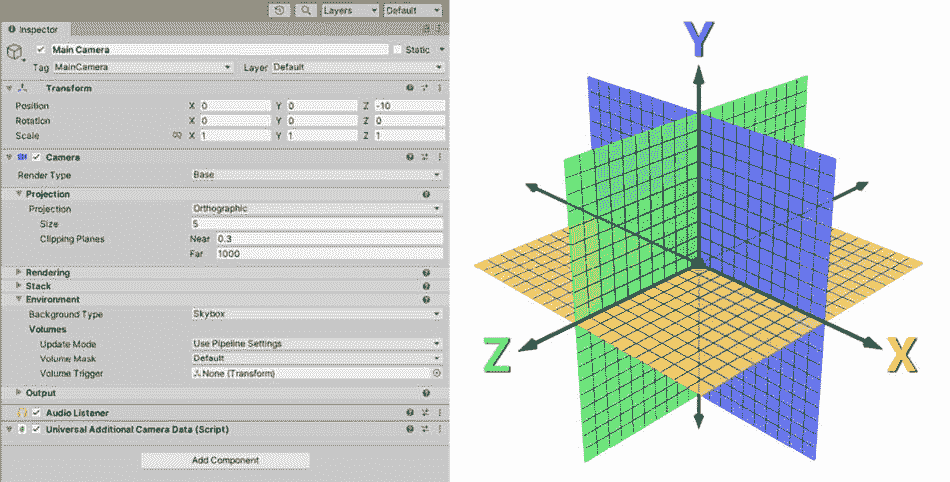 Layers Default
Inspector
Main Camera Static
Tag MainCamera Layer Default
Transform
Position X 0 Y 0 Z -10
Rotation X 0 Y 0 Z 0
Scale X 1 Y 1 Z 1
Camera
Render Type Base
Projection
Projection Orthographic
Size 5
Clipping Planes Near 0.3
Far 1000
Rendering
Stack
Environment
Background Type Skybox
Volumes
Update Mode Use Pipeline Settings
Volume Mask Default
Volume Trigger None (Transform)
Output
Audio Listener
Universal Additional Camera Data (Script)
Add Component
Y
Z
X